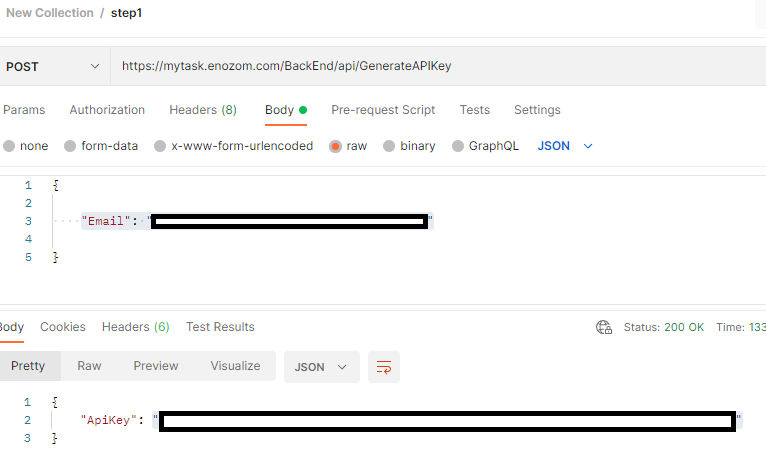 New Collection / step1
POST https://mytask.enozom.com/BackEnd/api/GenerateAPIKey
Params Authorization Headers (8) Body Pre-request Script Tests Settings
none form-data x-www-form-urlencoded raw binary GraphQL JSON
1 {
2
3 "Email": " "
4
5 }
Body Cookies Headers (6) Test Results Status: 200 OK Time: 133
Pretty Raw Preview Visualize JSON
1 {
2 "ApiKey": " "
3 }